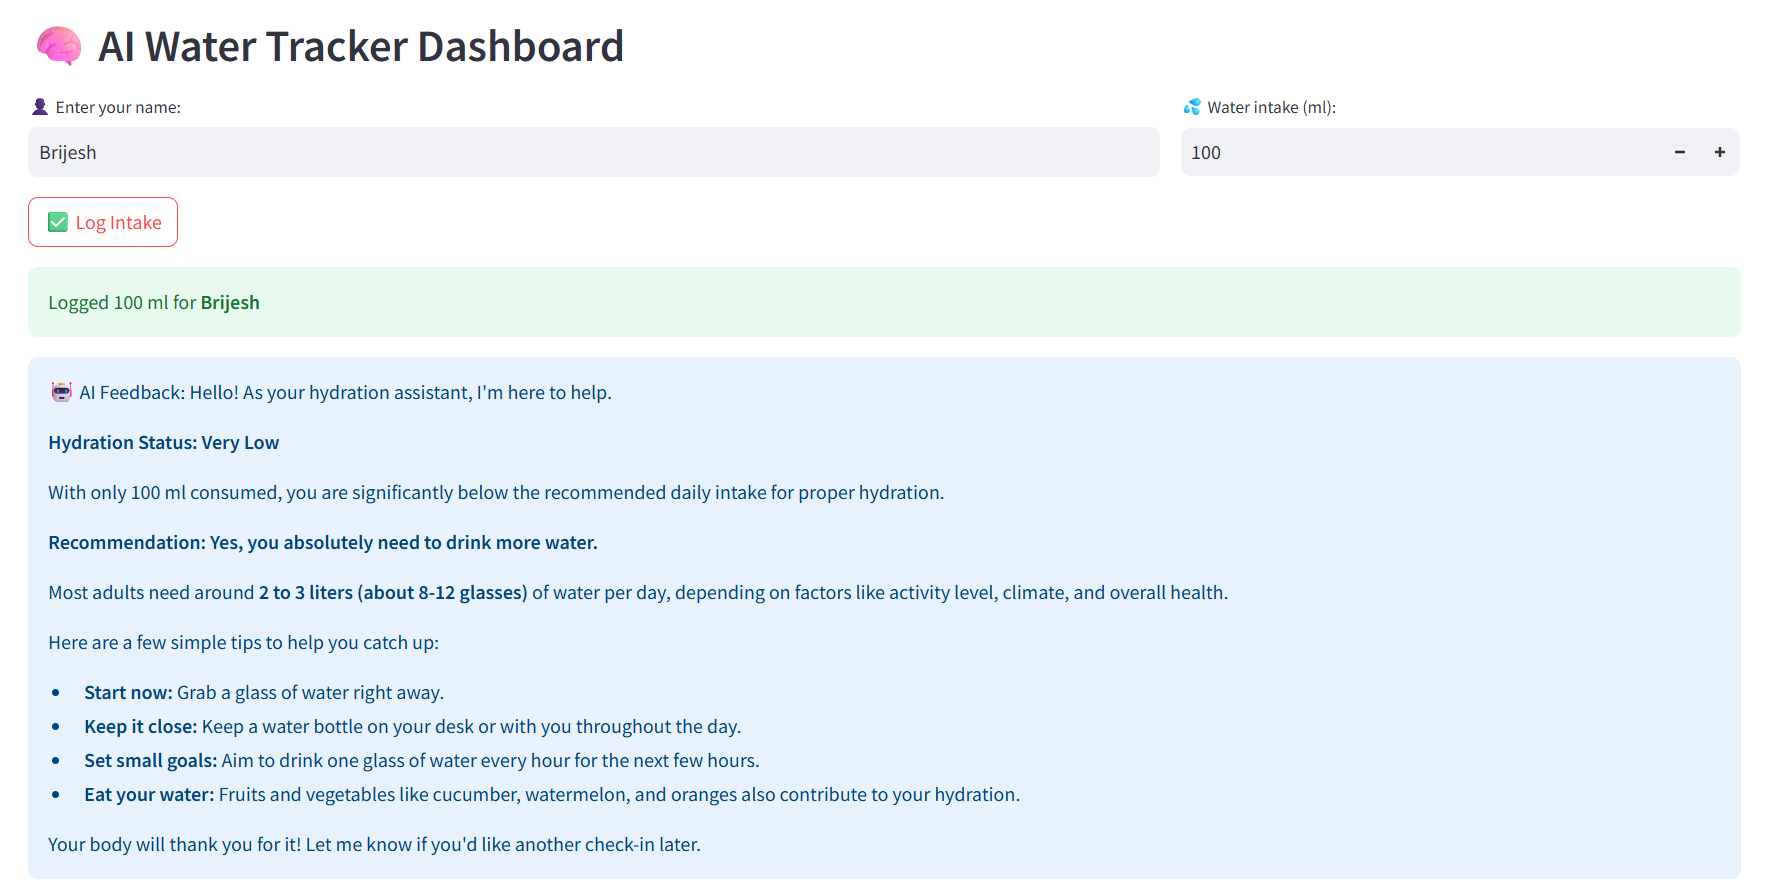 AI Water Tracker Dashboard
Enter your name:
Water intake (ml):
Brijesh
100
Log Intake
Logged 100 ml for Brijesh
AI Feedback: Hello! As your hydration assistant, I'm here to help.
Hydration Status: Very Low
With only 100 ml consumed, you are significantly below the recommended daily intake for proper hydration.
Recommendation: Yes, you absolutely need to drink more water.
Most adults need around 2 to 3 liters (about 8-12 glasses) of water per day, depending on factors like activity level, climate, and overall health.
Here are a few simple tips to help you catch up:
• Start now: Grab a glass of water right away.
• Keep it close: Keep a water bottle on your desk or with you throughout the day.
• Set small goals: Aim to drink one glass of water every hour for the next few hours.
• Eat your water: Fruits and vegetables like cucumber, watermelon, and oranges also contribute to your hydration.
Your body will thank you for it! Let me know if you'd like another check-in later.